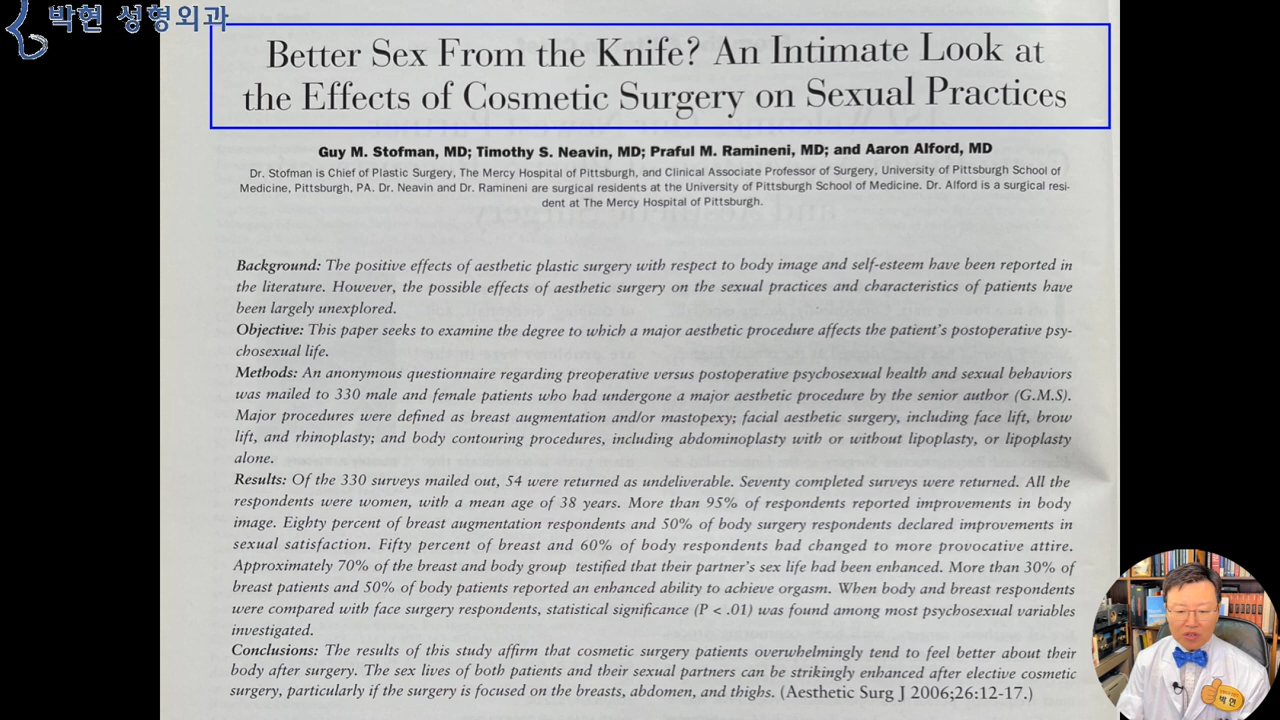 박현 성형외과
Better Sex From the Knife? An Intimate Look at
the Effects of Cosmetic Surgery on Sexual Practices
Guy M. Stofman, MD; Timothy S. Neavin, MD; Praful M. Ramineni, MD; and Aaron Alford, MD
Dr. Stofman is Chief of Plastic Surgery, The Mercy Hospital of Pittsburgh, and Clinical Associate Professor of Surgery, University of Pittsburgh School of
Medicine, Pittsburgh, PA. Dr. Neavin and Dr. Ramineni are surgical residents at the University of Pittsburgh School of Medicine. Dr. Alford is a surgical resi-
dent at The Mercy Hospital of Pittsburgh.
Background: The positive effects of aesthetic plastic surgery with respect to body image and self-esteem have been reported in
the literature. However, the possible effects of aesthetic surgery on the sexual practices and characteristics of patients have
been largely unexplored.
Objective: This paper seeks to examine the degree to which a major aesthetic procedure affects the patient's postoperative psy-
chosexual life.
Methods: An anonymous questionnaire regarding preoperative versus postoperative psychosexual health and sexual behaviors
was mailed to 330 male and female patients who had undergone a major aesthetic procedure by the senior author (G.M.S).
Major procedures were defined as breast augmentation and/or mastopexy; facial aesthetic surgery, including face lift, brow
lift, and rhinoplasty; and body contouring procedures, including abdominoplasty with or without lipoplasty, or lipoplasty
alone.
Results: Of the 330 surveys mailed out, 54 were returned as undeliverable. Seventy completed surveys were returned. All the
respondents were women, with a mean age of 38 years. More than 95% of respondents reported improvements in body
image. Eighty percent of breast augmentation respondents and 50% of body surgery respondents declared improvements in
sexual satisfaction. Fifty percent of breast and 60% of body respondents had changed to more provocative attire.
Approximately 70% of the breast and body group testified that their partner's sex life had been enhanced. More than 30% of
breast patients and 50% of body patients reported an enhanced ability to achieve orgasm. When body and breast respondents
were compared with face surgery respondents, statistical significance (P < .01) was found among most psychosexual variables
investigated.
Conclusions: The results of this study affirm that cosmetic surgery patients overwhelmingly tend to feel better about their
body after surgery. The sex lives of both patients and their sexual partners can be strikingly enhanced after elective cosmetic
surgery, particularly if the surgery is focused on the breasts, abdomen, and thighs. (Aesthetic Surg J 2006;26:12-17.)
박현